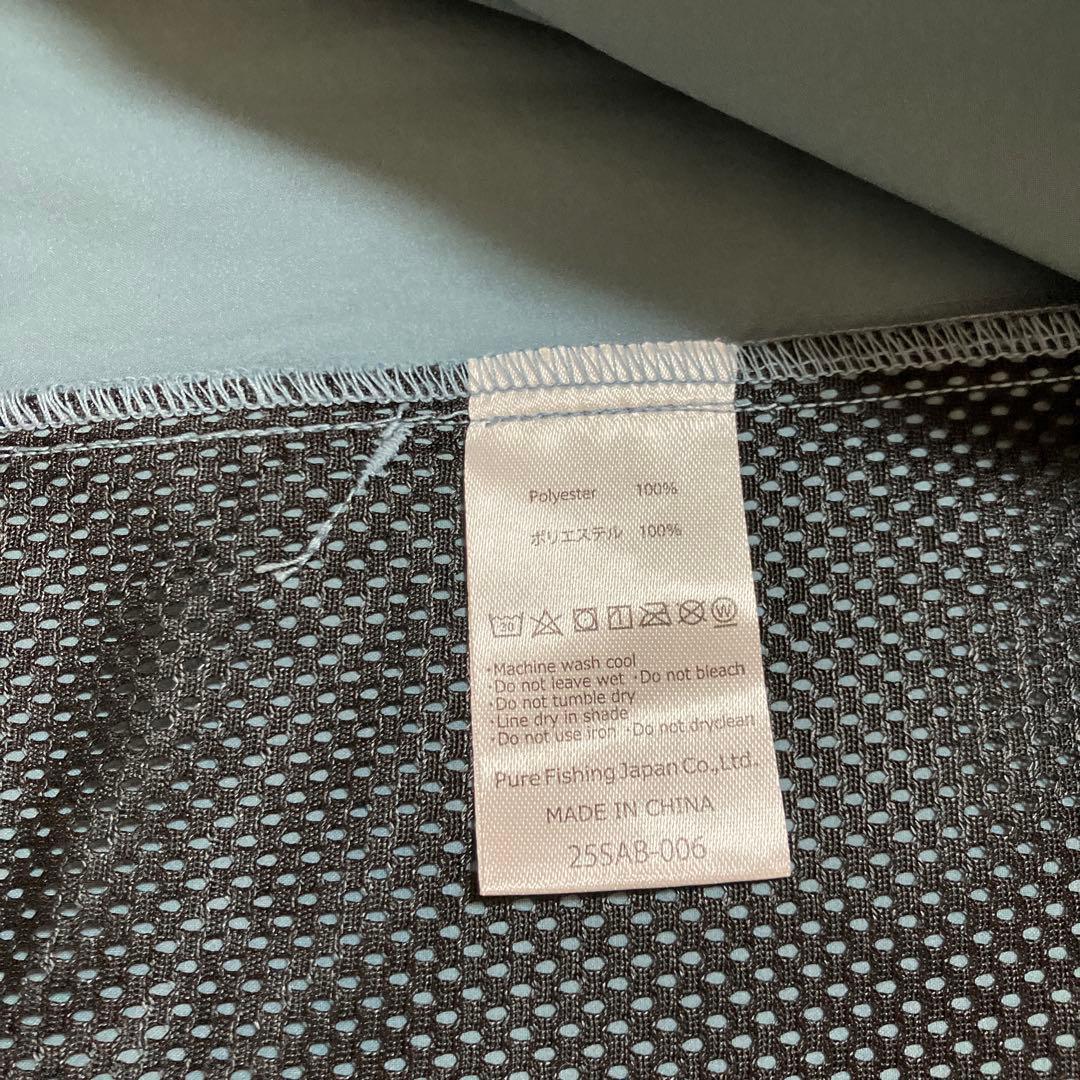 Polyester 100%
ポリエステル 100%
・Machine wash cool
・Do not leave wet ・Do not bleach
・Do not tumble dry
・Line dry in shade
・Do not use iron ・Do not dryclean
Pure Fishing Japan Co.,Ltd.
MADE IN CHINA
25SAB-006